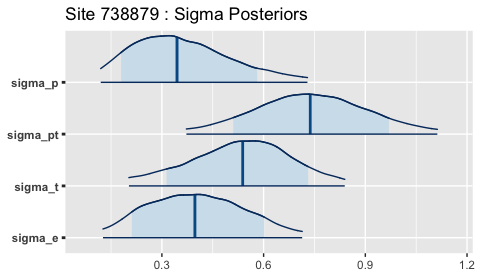 Site 738879 : Sigma Posteriors
sigma_p
sigma_pt
sigma_t
sigma_e
0.3 0.6 0.9 1.2